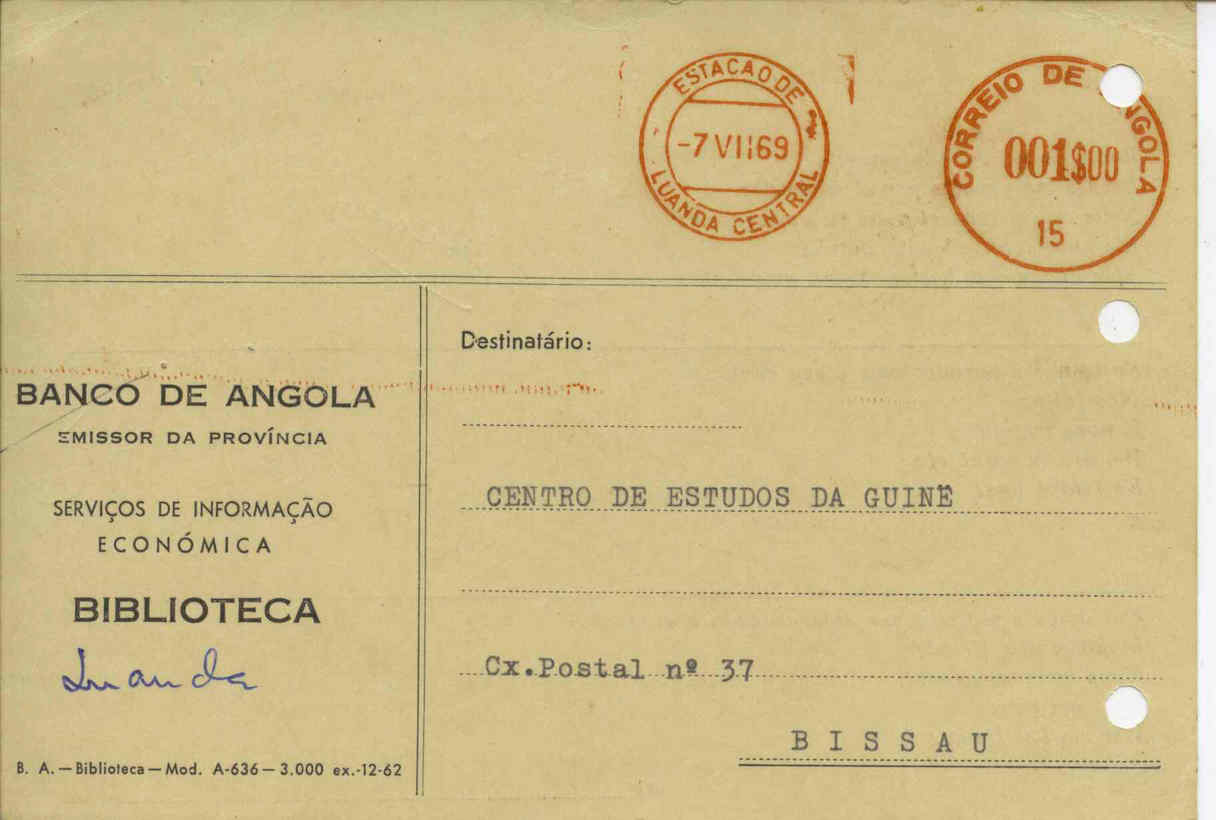 ESTACAO DE
-7 VII 69
LUANDA CENTRAL
CORREIO DE NGOLA
001$00
15
Destinatário:
BANCO DE ANGOLA
EMISSOR DA PROVÍNCIA
CENTRO DE ESTUDOS DA GUINÉ
SERVIÇOS DE INFORMAÇÃO
ECONÓMICA
BIBLIOTECA
Luanda
Cx.Postal nº 37
B I S S A U
B. A. — Biblioteca — Mod. A-636 — 3.000 ex.-12-62